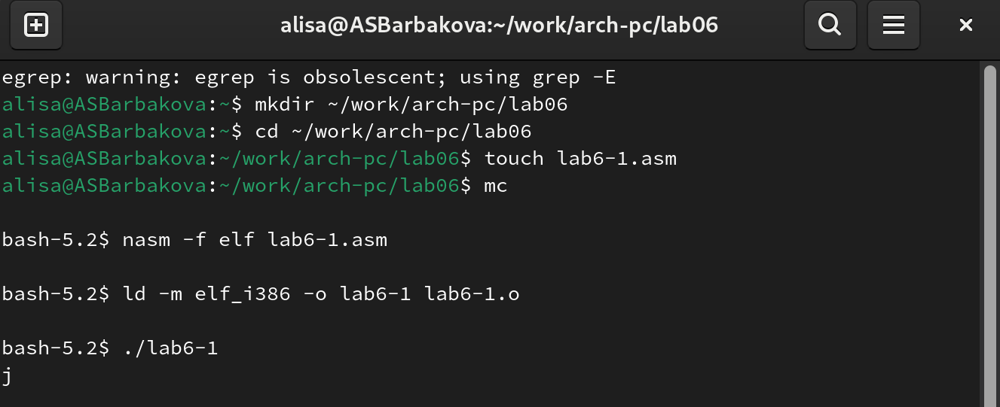 alisa@ASBarbakova:~/work/arch-pc/lab06
egrep: warning: egrep is obsolescent; using grep -E
alisa@ASBarbakova:~$ mkdir ~/work/arch-pc/lab06
alisa@ASBarbakova:~$ cd ~/work/arch-pc/lab06
alisa@ASBarbakova:~/work/arch-pc/lab06$ touch lab6-1.asm
alisa@ASBarbakova:~/work/arch-pc/lab06$ mc
bash-5.2$ nasm -f elf lab6-1.asm
bash-5.2$ ld -m elf_i386 -o lab6-1 lab6-1.o
bash-5.2$ ./lab6-1
j